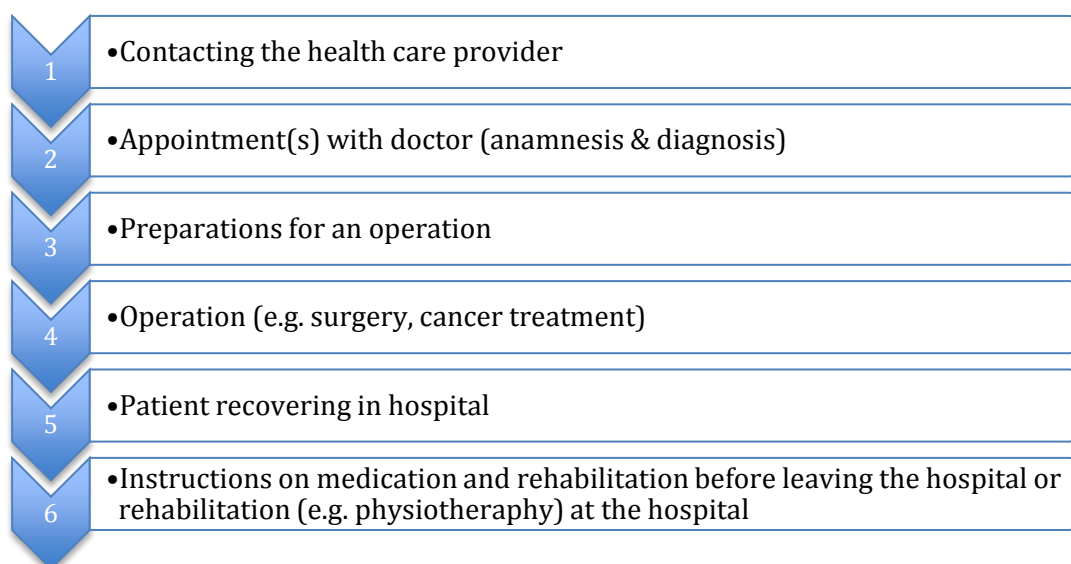 1
•Contacting the health care provider
2
•Appointment(s) with doctor (anamnesis & diagnosis)
3
•Preparations for an operation
4
•Operation (e.g. surgery, cancer treatment)
5
•Patient recovering in hospital
6
•Instructions on medication and rehabilitation before leaving the hospital or
rehabilitation (e.g. physiotheraphy) at the hospital